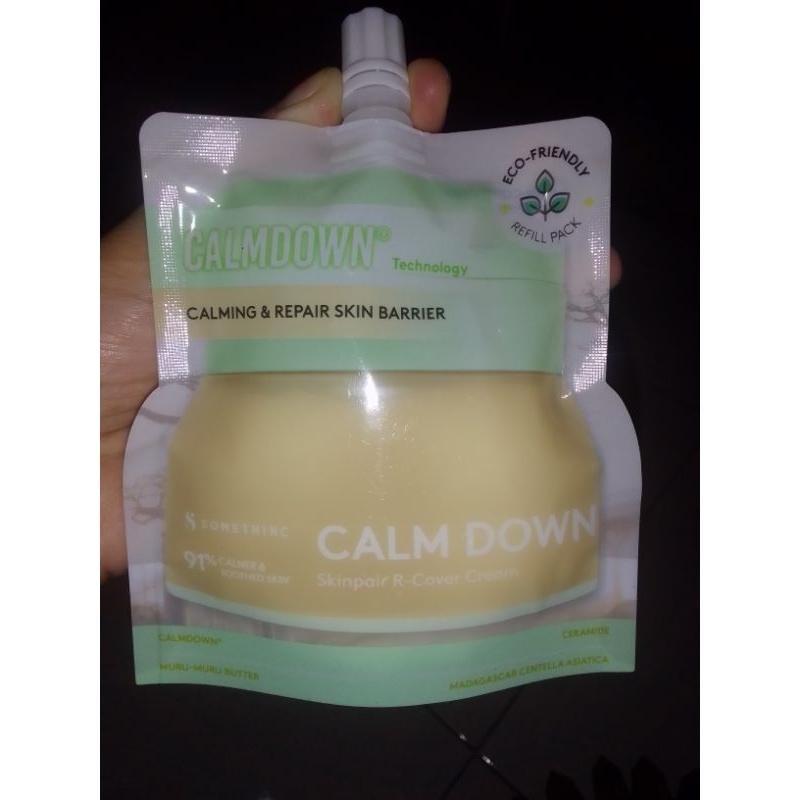 ECO-FRIENDLY
REFILL PACK
CALMDOWN©
Technology
CALMING & REPAIR SKIN BARRIER
SOMETHINC
91% CALMER &
SOOTHED SKIN
CALM DOWN
Skinpair R-Cover Cream
CALMDOWN©
CERAMIDE
MURU-MURU BUTTER
MADAGASCAR CENTELLA ASIATICA